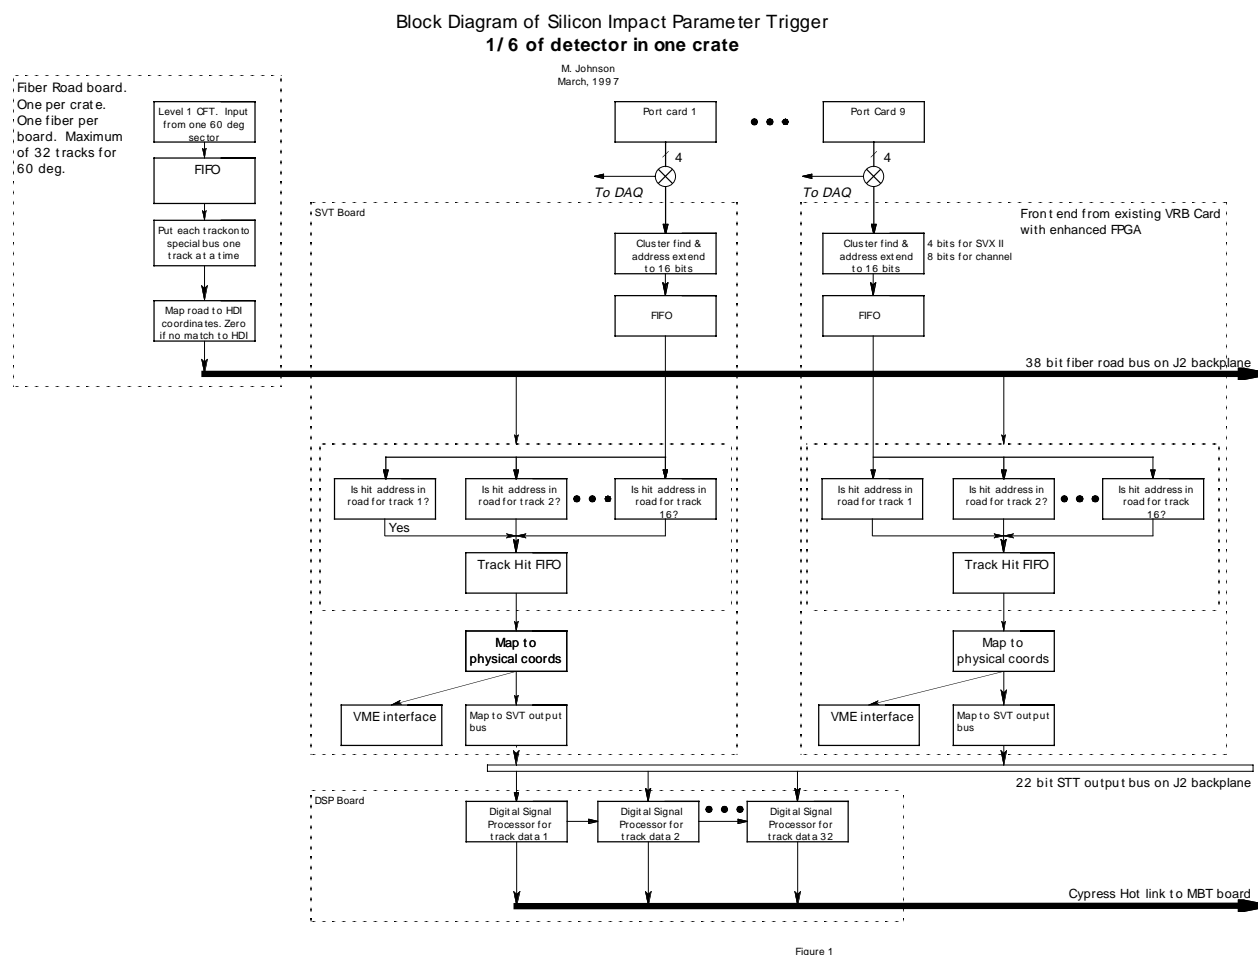 Block Diagram of Silicon Impact Parameter Trigger
1/6 of detector in one crate
M. Johnson
March, 1997
Fiber Road board.
One per crate.
One fiber per
board. Maximum
of 32 tracks for
60 deg.
Level 1 CFT. Input
from one 60 deg
sector
FIFO
Put each track onto
special bus one
track at a time
Map road to HDI
coordinates. Zero
if no match to HDI
Port card 1
Port Card 9
4
4
To DAQ
To DAQ
SVT Board
Front end from existing VRB Card
with enhanced FPGA
Cluster find &
address extend
to 16 bits
Cluster find &
address extend
to 16 bits
4 bits for SVX II
8 bits for channel
FIFO
FIFO
38 bit fiber road bus on J2 backplane
Is hit address in
road for track 1?
Is hit address in
road for track 2?
Is hit address in
road for track
16?
Is hit address in
road for track 1
Is hit address in
road for track 2?
Is hit address in
road for track
16?
Yes
Track Hit FIFO
Track Hit FIFO
Map to
physical coords
Map to
physical coords
VME interface
Map to SVT output
bus
VME interface
Map to SVT output
bus
22 bit STT output bus on J2 backplane
DSP Board
Digital Signal
Processor for
track data 1
Digital Signal
Processor for
track data 2
Digital Signal
Processor for
track data 32
Cypress Hot link to MBT board
Figure 1